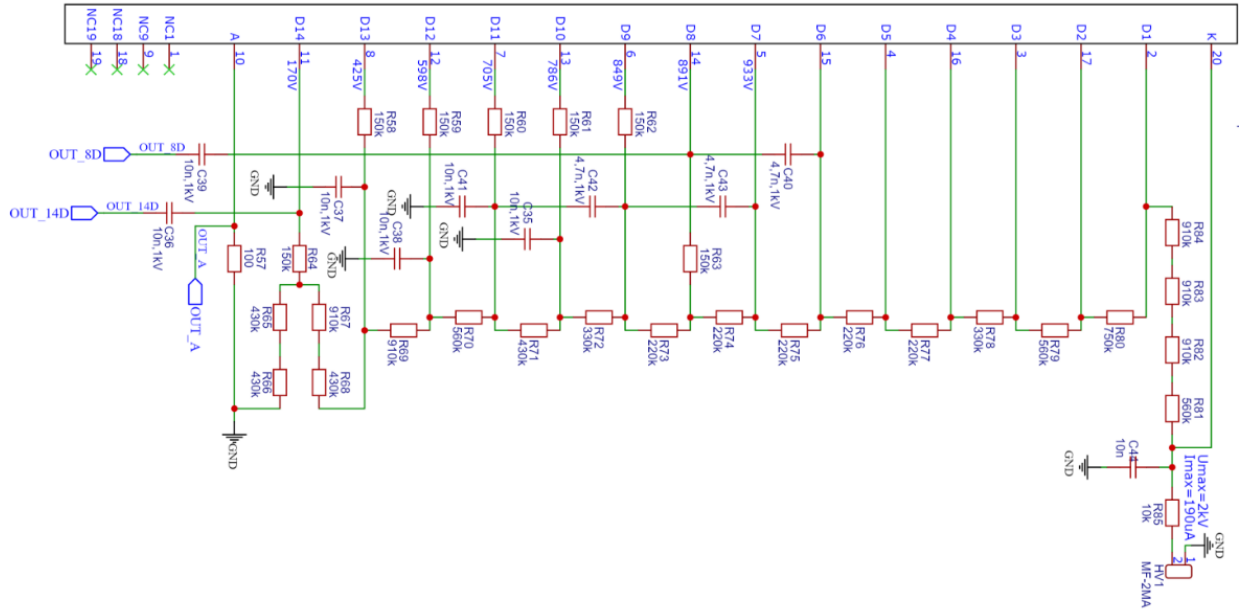 NC19 19
NC18 18
NC9 9
NC1 1
A 10
D14 11
170V
D13 8
425V
D12 12
598V
D11 7
705V
D10 13
786V
D9 6
849V
D8 14
891V
D7 5
933V
D6 15
D5 4
D4 16
D3 3
D2 17
D1 2
K 20
R58
150k
R59
150k
R60
150k
R61
150k
R62
150k
OUT_8D
OUT_8D
C39
10n,1kV
GND
C37
10n,1kV
C41
10n,1kV
GND
C42
4,7n,1kV
C43
4,7n,1kV
C40
4,7n,1kV
OUT_14D
OUT_14D
C36
10n,1kV
OUT_A
OUT_A
R57
100
R64
150k
GND
C38
10n,1kV
GND
C35
10n,1kV
R63
150k
R84
910k
R83
910k
R82
910k
R81
560k
R65
430k
R67
910k
R66
430k
R68
430k
GND
R69
910k
R70
560k
R71
430k
R72
330k
R73
220k
R74
220k
R75
220k
R76
220k
R77
220k
R78
330k
R79
560k
R80
750k
GND
C44
10n
Umax=2kV
Imax=190uA
R85
10k
GND
1
2
HV1
MF-2MA